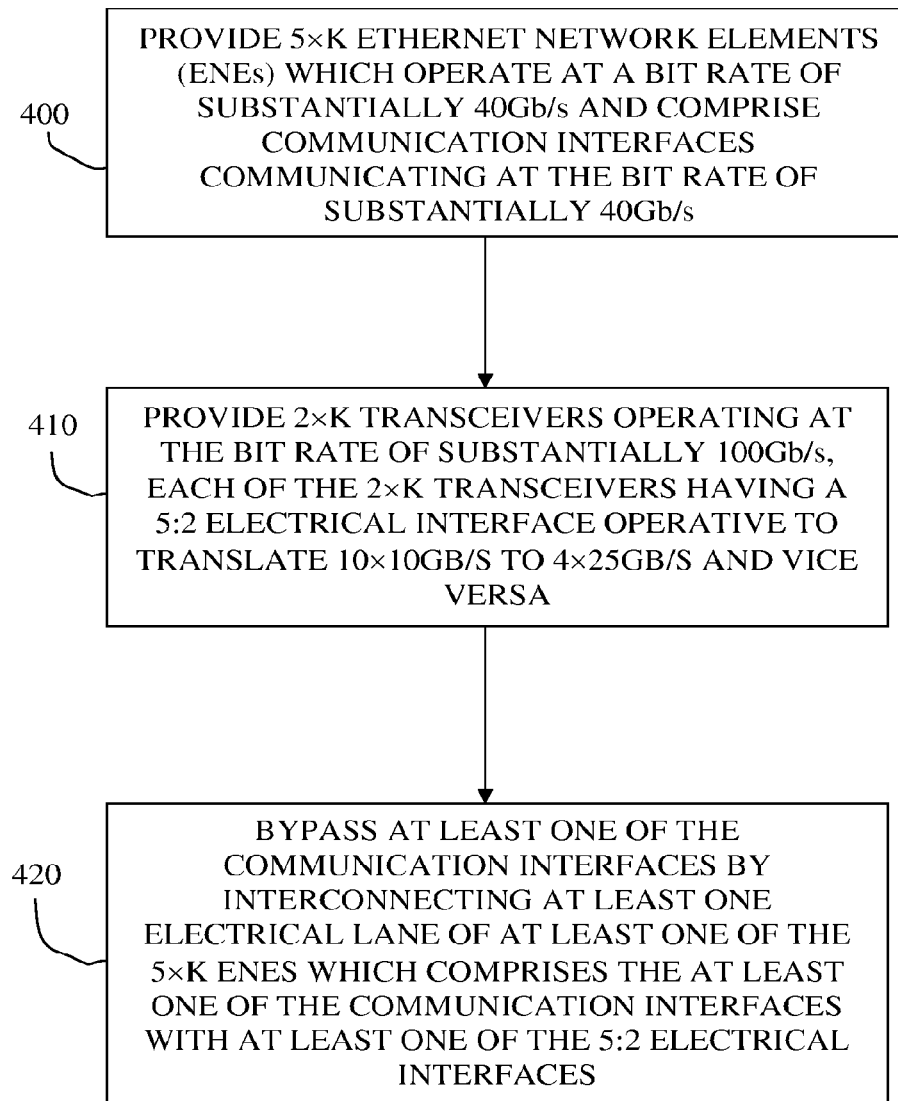 PROVIDE 5×K ETHERNET NETWORK ELEMENTS
(ENEs) WHICH OPERATE AT A BIT RATE OF
SUBSTANTIALLY 40Gb/s AND COMPRISE
COMMUNICATION INTERFACES
COMMUNICATING AT THE BIT RATE OF
SUBSTANTIALLY 40Gb/s
400
PROVIDE 2×K TRANSCEIVERS OPERATING AT
THE BIT RATE OF SUBSTANTIALLY 100Gb/s,
EACH OF THE 2×K TRANSCEIVERS HAVING A
5:2 ELECTRICAL INTERFACE OPERATIVE TO
TRANSLATE 10×10GB/S TO 4×25GB/S AND VICE
VERSA
410
BYPASS AT LEAST ONE OF THE
COMMUNICATION INTERFACES BY
INTERCONNECTING AT LEAST ONE
ELECTRICAL LANE OF AT LEAST ONE OF THE
5×K ENES WHICH COMPRISES THE AT LEAST
ONE OF THE COMMUNICATION INTERFACES
WITH AT LEAST ONE OF THE 5:2 ELECTRICAL
INTERFACES
420